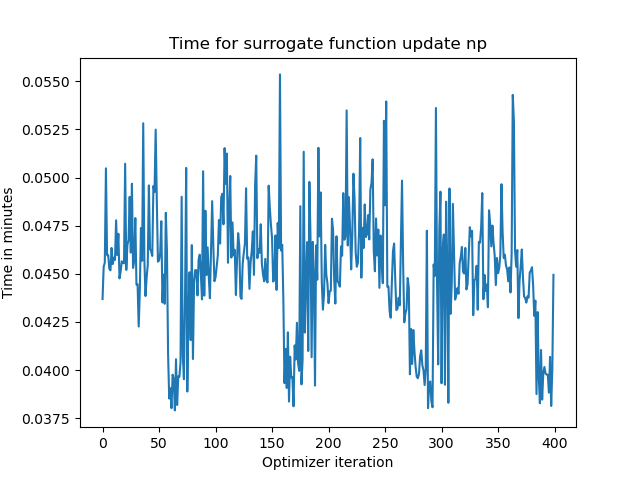 Time for surrogate function update np
Time in minutes
0.0550
0.0525
0.0500
0.0475
0.0450
0.0425
0.0400
0.0375
0 50 100 150 200 250 300 350 400
Optimizer iteration